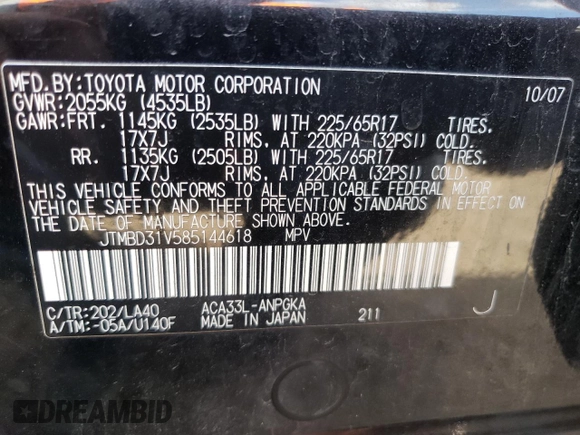 MFD.BY:TOYOTA MOTOR CORPORATION 10/07
GVWR:2055KG (4535LB)
GAWR:FRT. 1145KG (2535LB) WITH 225/65R17 TIRES.
17X7J RIMS. AT 220KPA (32PSI) COLD.
RR. 1135KG (2505LB) WITH 225/65R17 TIRES.
17X7J RIMS. AT 220KPA (32PSI) COLD.
THIS VEHICLE CONFORMS TO ALL APPLICABLE FEDERAL MOTOR
VEHICLE SAFETY AND THEFT PREVENTION STANDARDS IN EFFECT ON
THE DATE OF MANUFACTURE SHOWN ABOVE.
JTMBD31V585144618 MPV
C/TR:202/LA40 ACA33L-ANPGKA
A/TM:-05A/U140F MADE IN JAPAN 211 J
DREAMBID